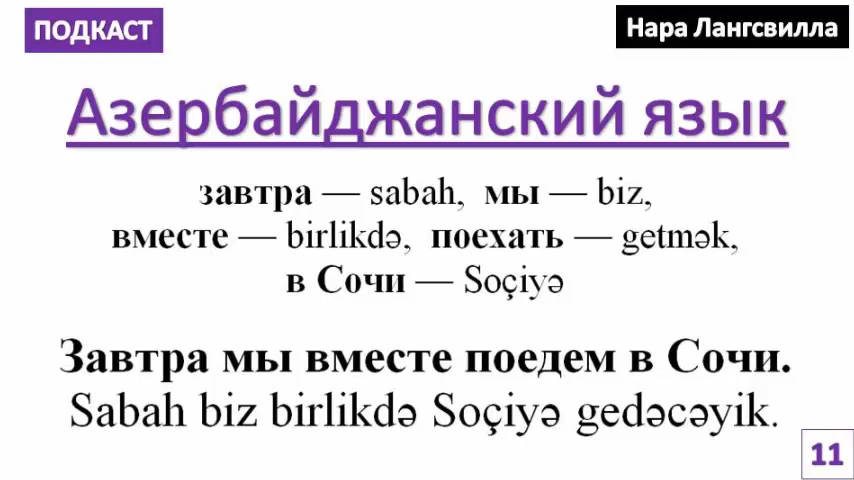 ПОДКАСТ
Нара Лангсвилла
Азербайджанский язык
завтра — sabah, мы — biz,
вместе — birlikdə, поехать — getmək,
в Сочи — Soçiyə
Завтра мы вместе поедем в Сочи.
Sabah biz birlikdə Soçiyə gedəcəyik.
11